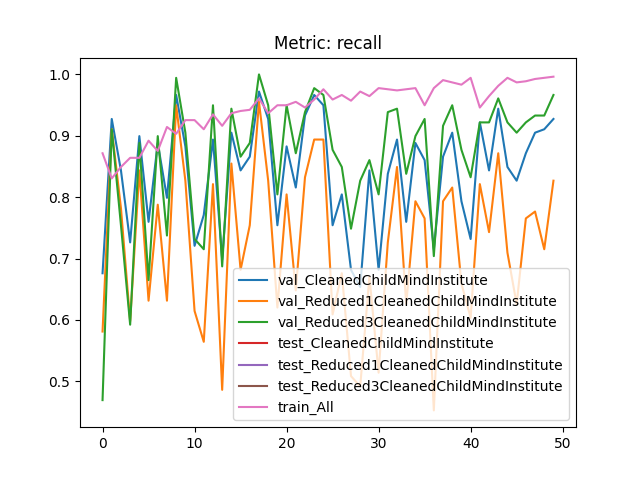 Metric: recall
1.0
0.9
0.8
0.7
0.6
0.5
val_CleanedChildMindInstitute
val_Reduced1CleanedChildMindInstitute
val_Reduced3CleanedChildMindInstitute
test_CleanedChildMindInstitute
test_Reduced1CleanedChildMindInstitute
test_Reduced3CleanedChildMindInstitute
train_All
0 10 20 30 40 50